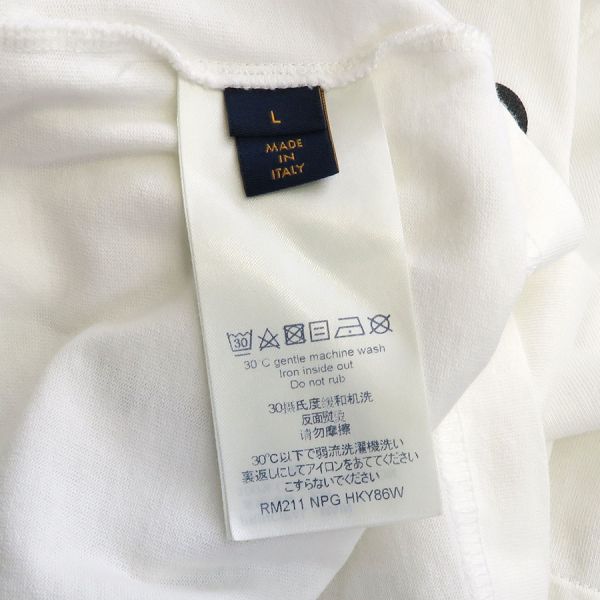 L
MADE
IN
ITALY
30
30°C gentle machine wash
Iron inside out
Do not rub
30摄氏度缓和机洗
反面熨烫
请勿摩擦
30℃以下で弱流洗濯機洗い
裏返しにしてアイロンをあててください
こすらないでください
RM211 NPG HKY86W